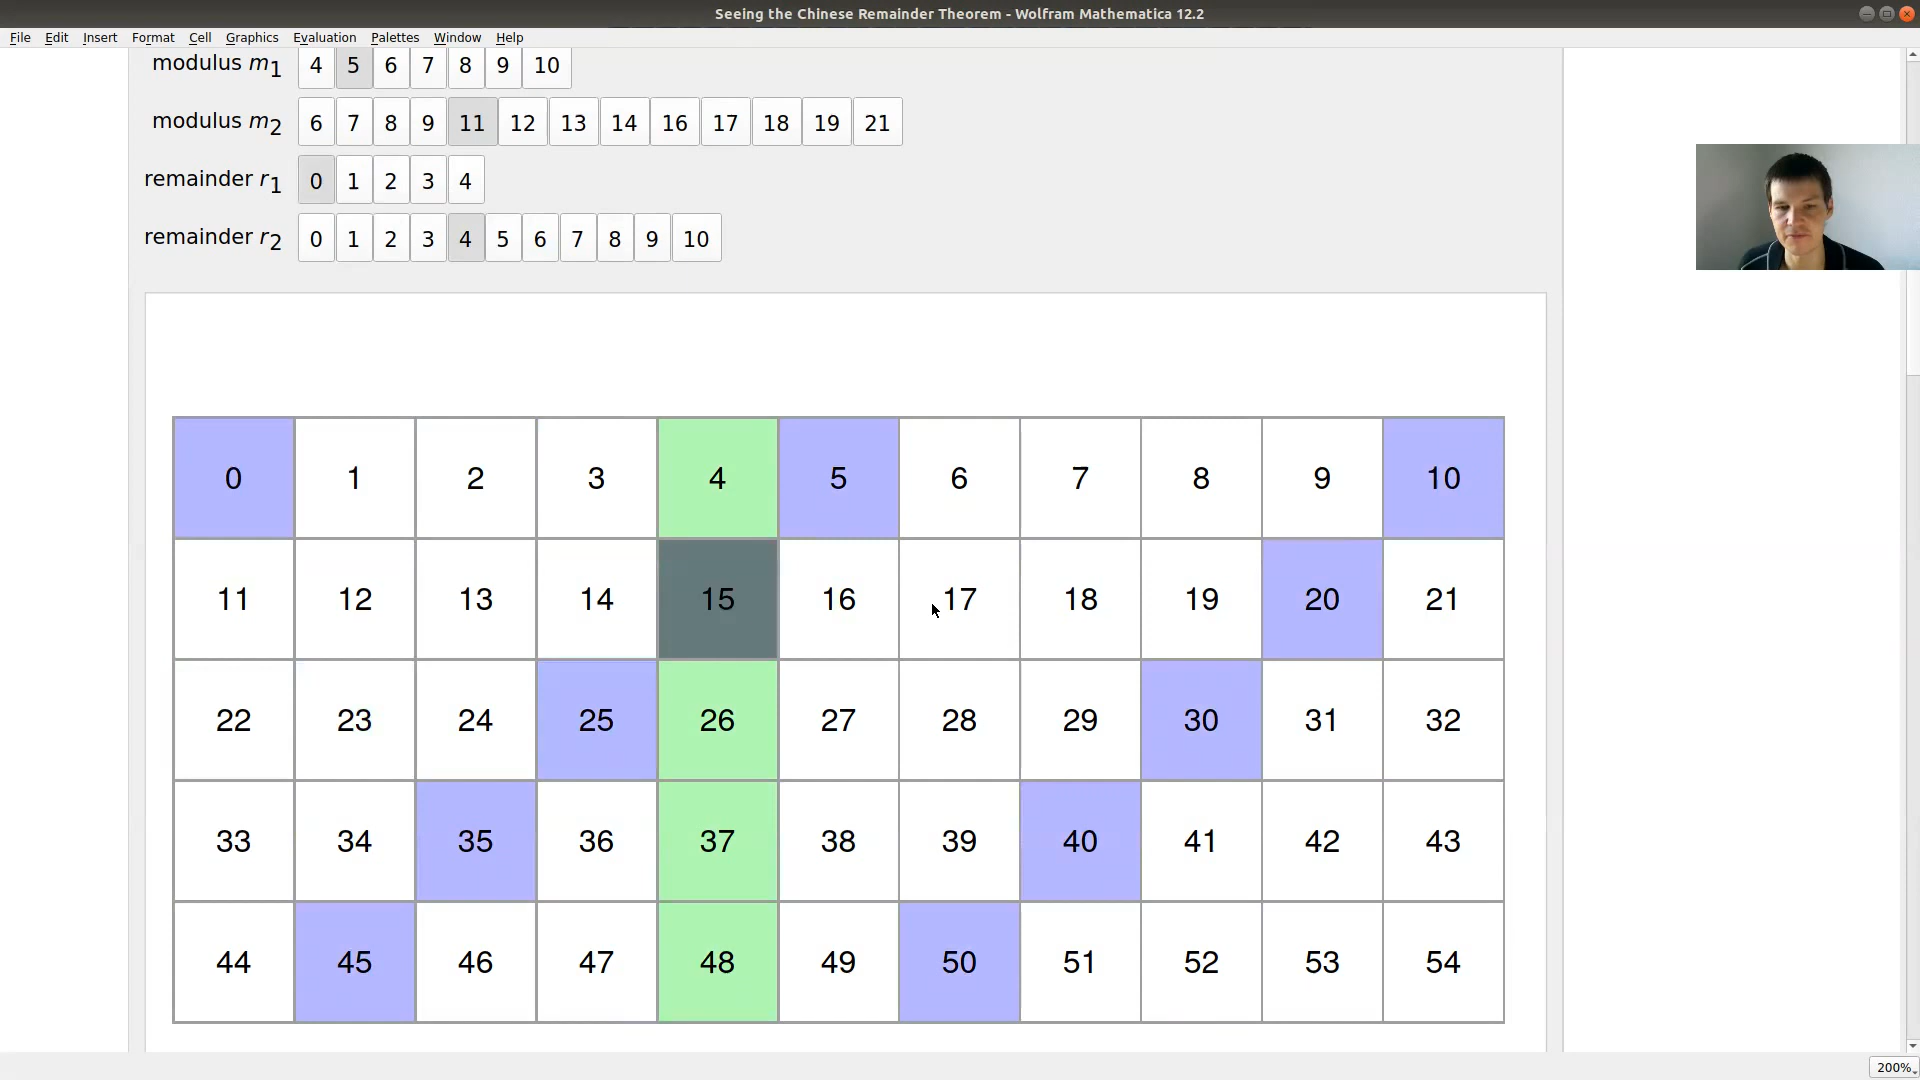 Seeing the Chinese Remainder Theorem - Wolfram Mathematica 12.2
File Edit Insert Format Cell Graphics Evaluation Palettes Window Help
modulus m1 4 5 6 7 8 9 10
modulus m2 6 7 8 9 11 12 13 14 16 17 18 19 21
remainder r1 0 1 2 3 4
remainder r2 0 1 2 3 4 5 6 7 8 9 10
0 1 2 3 4 5 6 7 8 9 10
11 12 13 14 15 16 17 18 19 20 21
22 23 24 25 26 27 28 29 30 31 32
33 34 35 36 37 38 39 40 41 42 43
44 45 46 47 48 49 50 51 52 53 54
200%